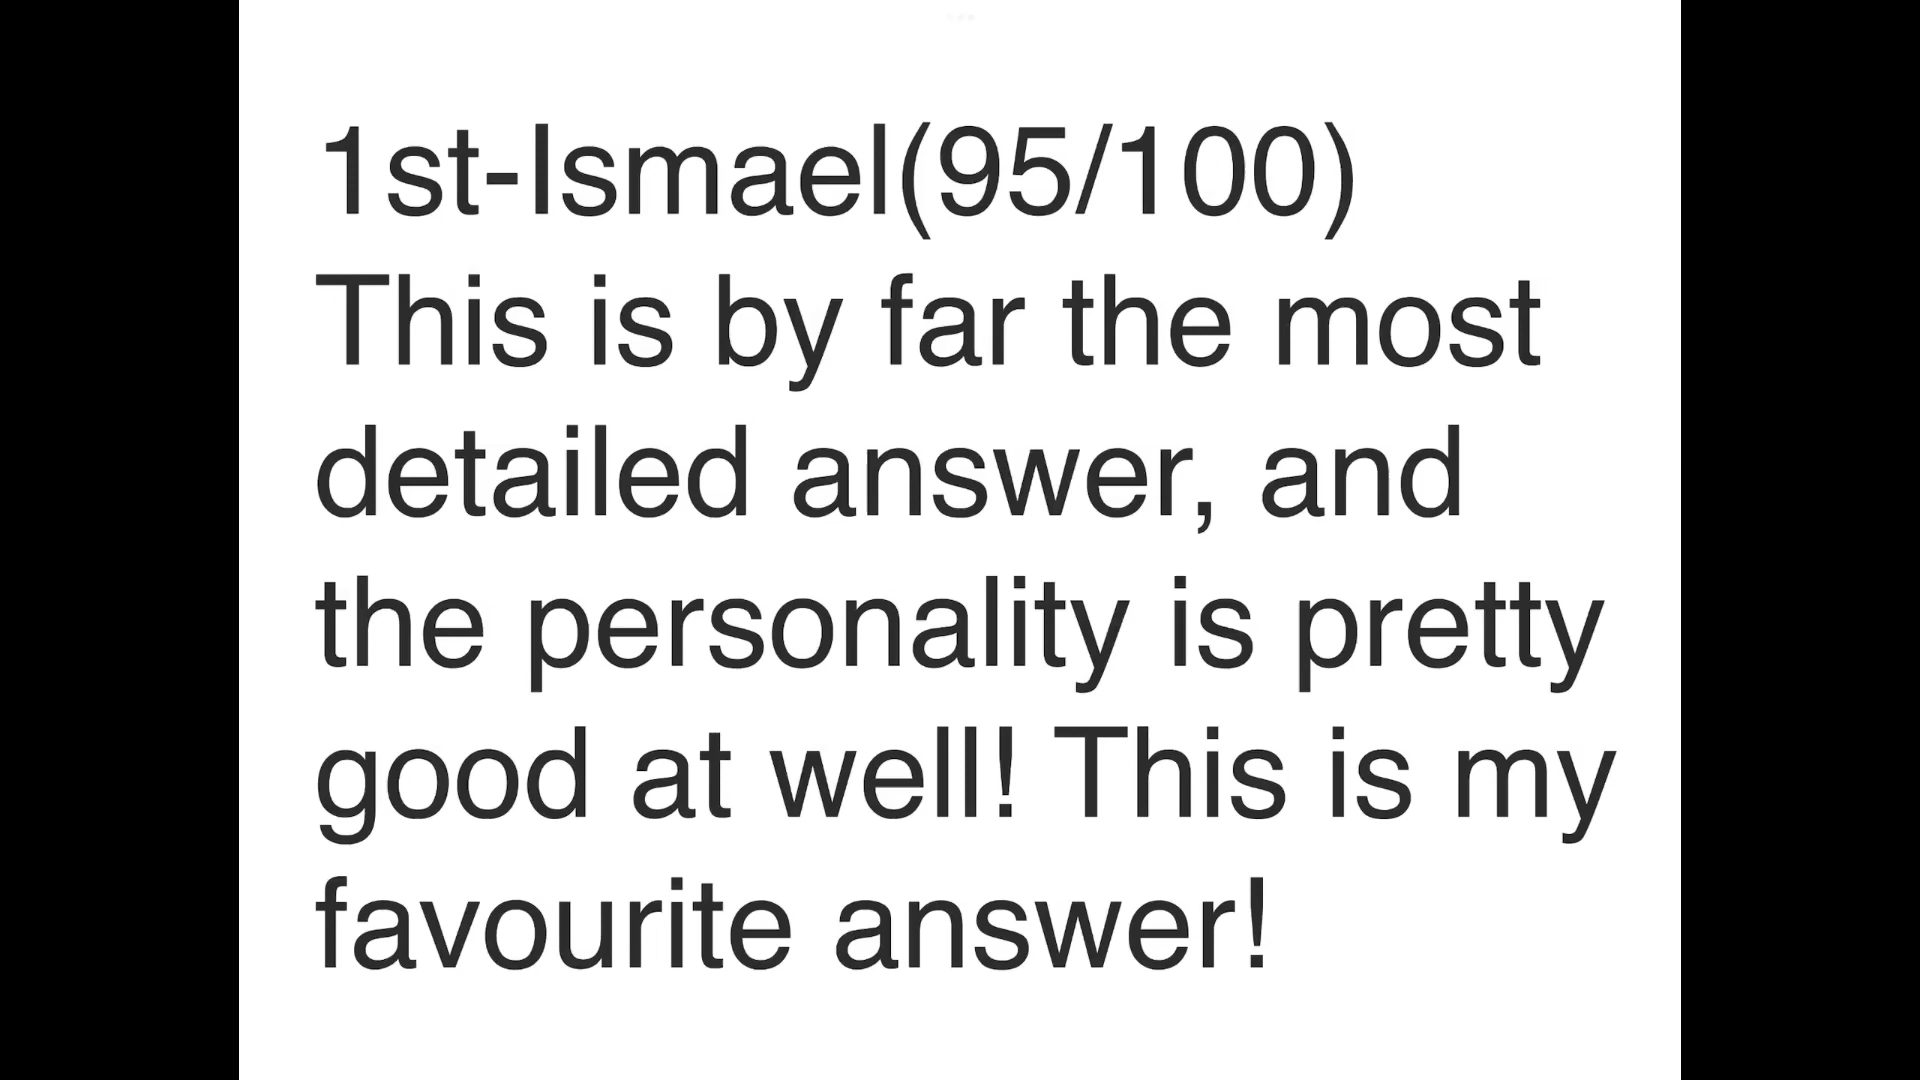 1st-Ismael(95/100)
This is by far the most
detailed answer, and
the personality is pretty
good at well! This is my
favourite answer!